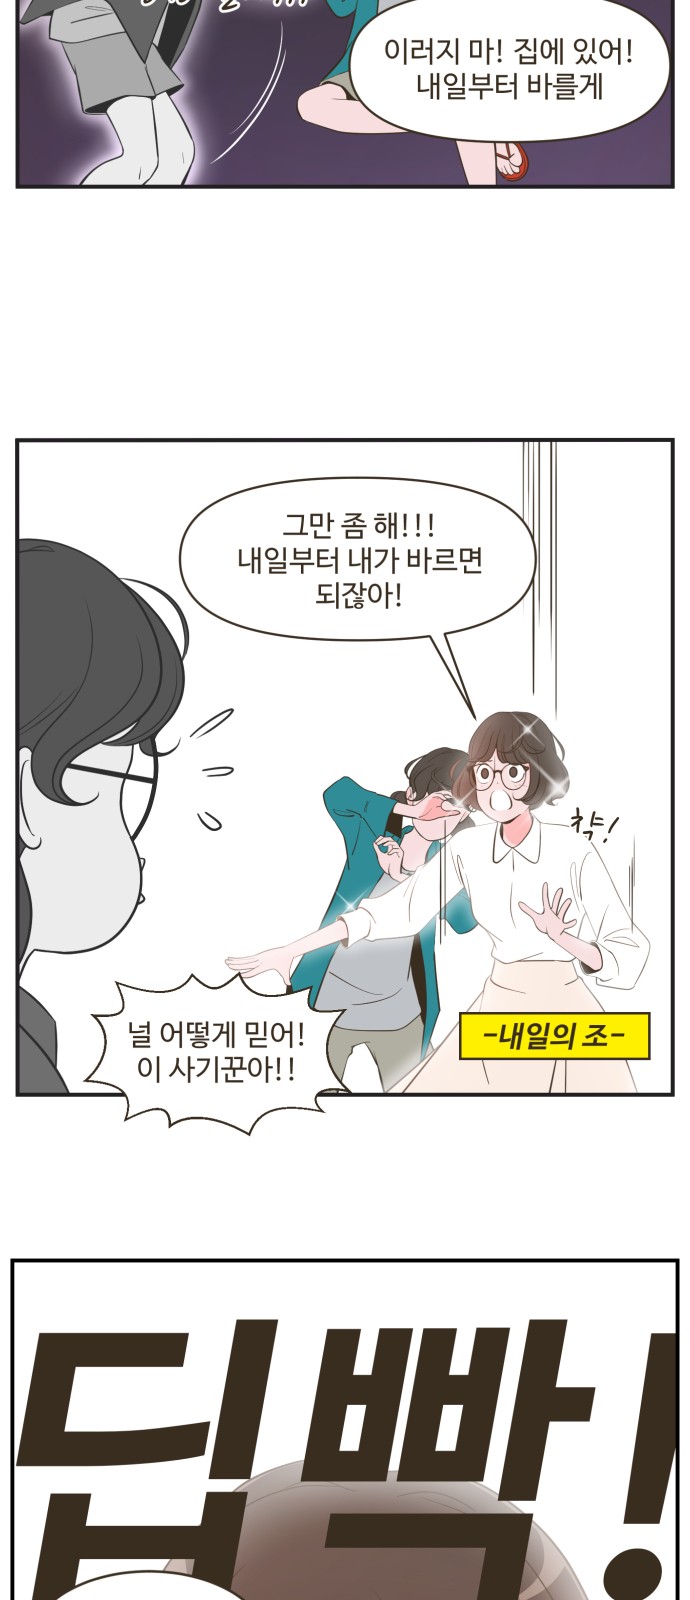 이러지 마! 집에 있어!
내일부터 바를게
그만 좀 해!!!
내일부터 내가 바르면
되잖아!
챡!
널 어떻게 믿어!
이 사기꾼아!!
-내일의 조-
딥빡!